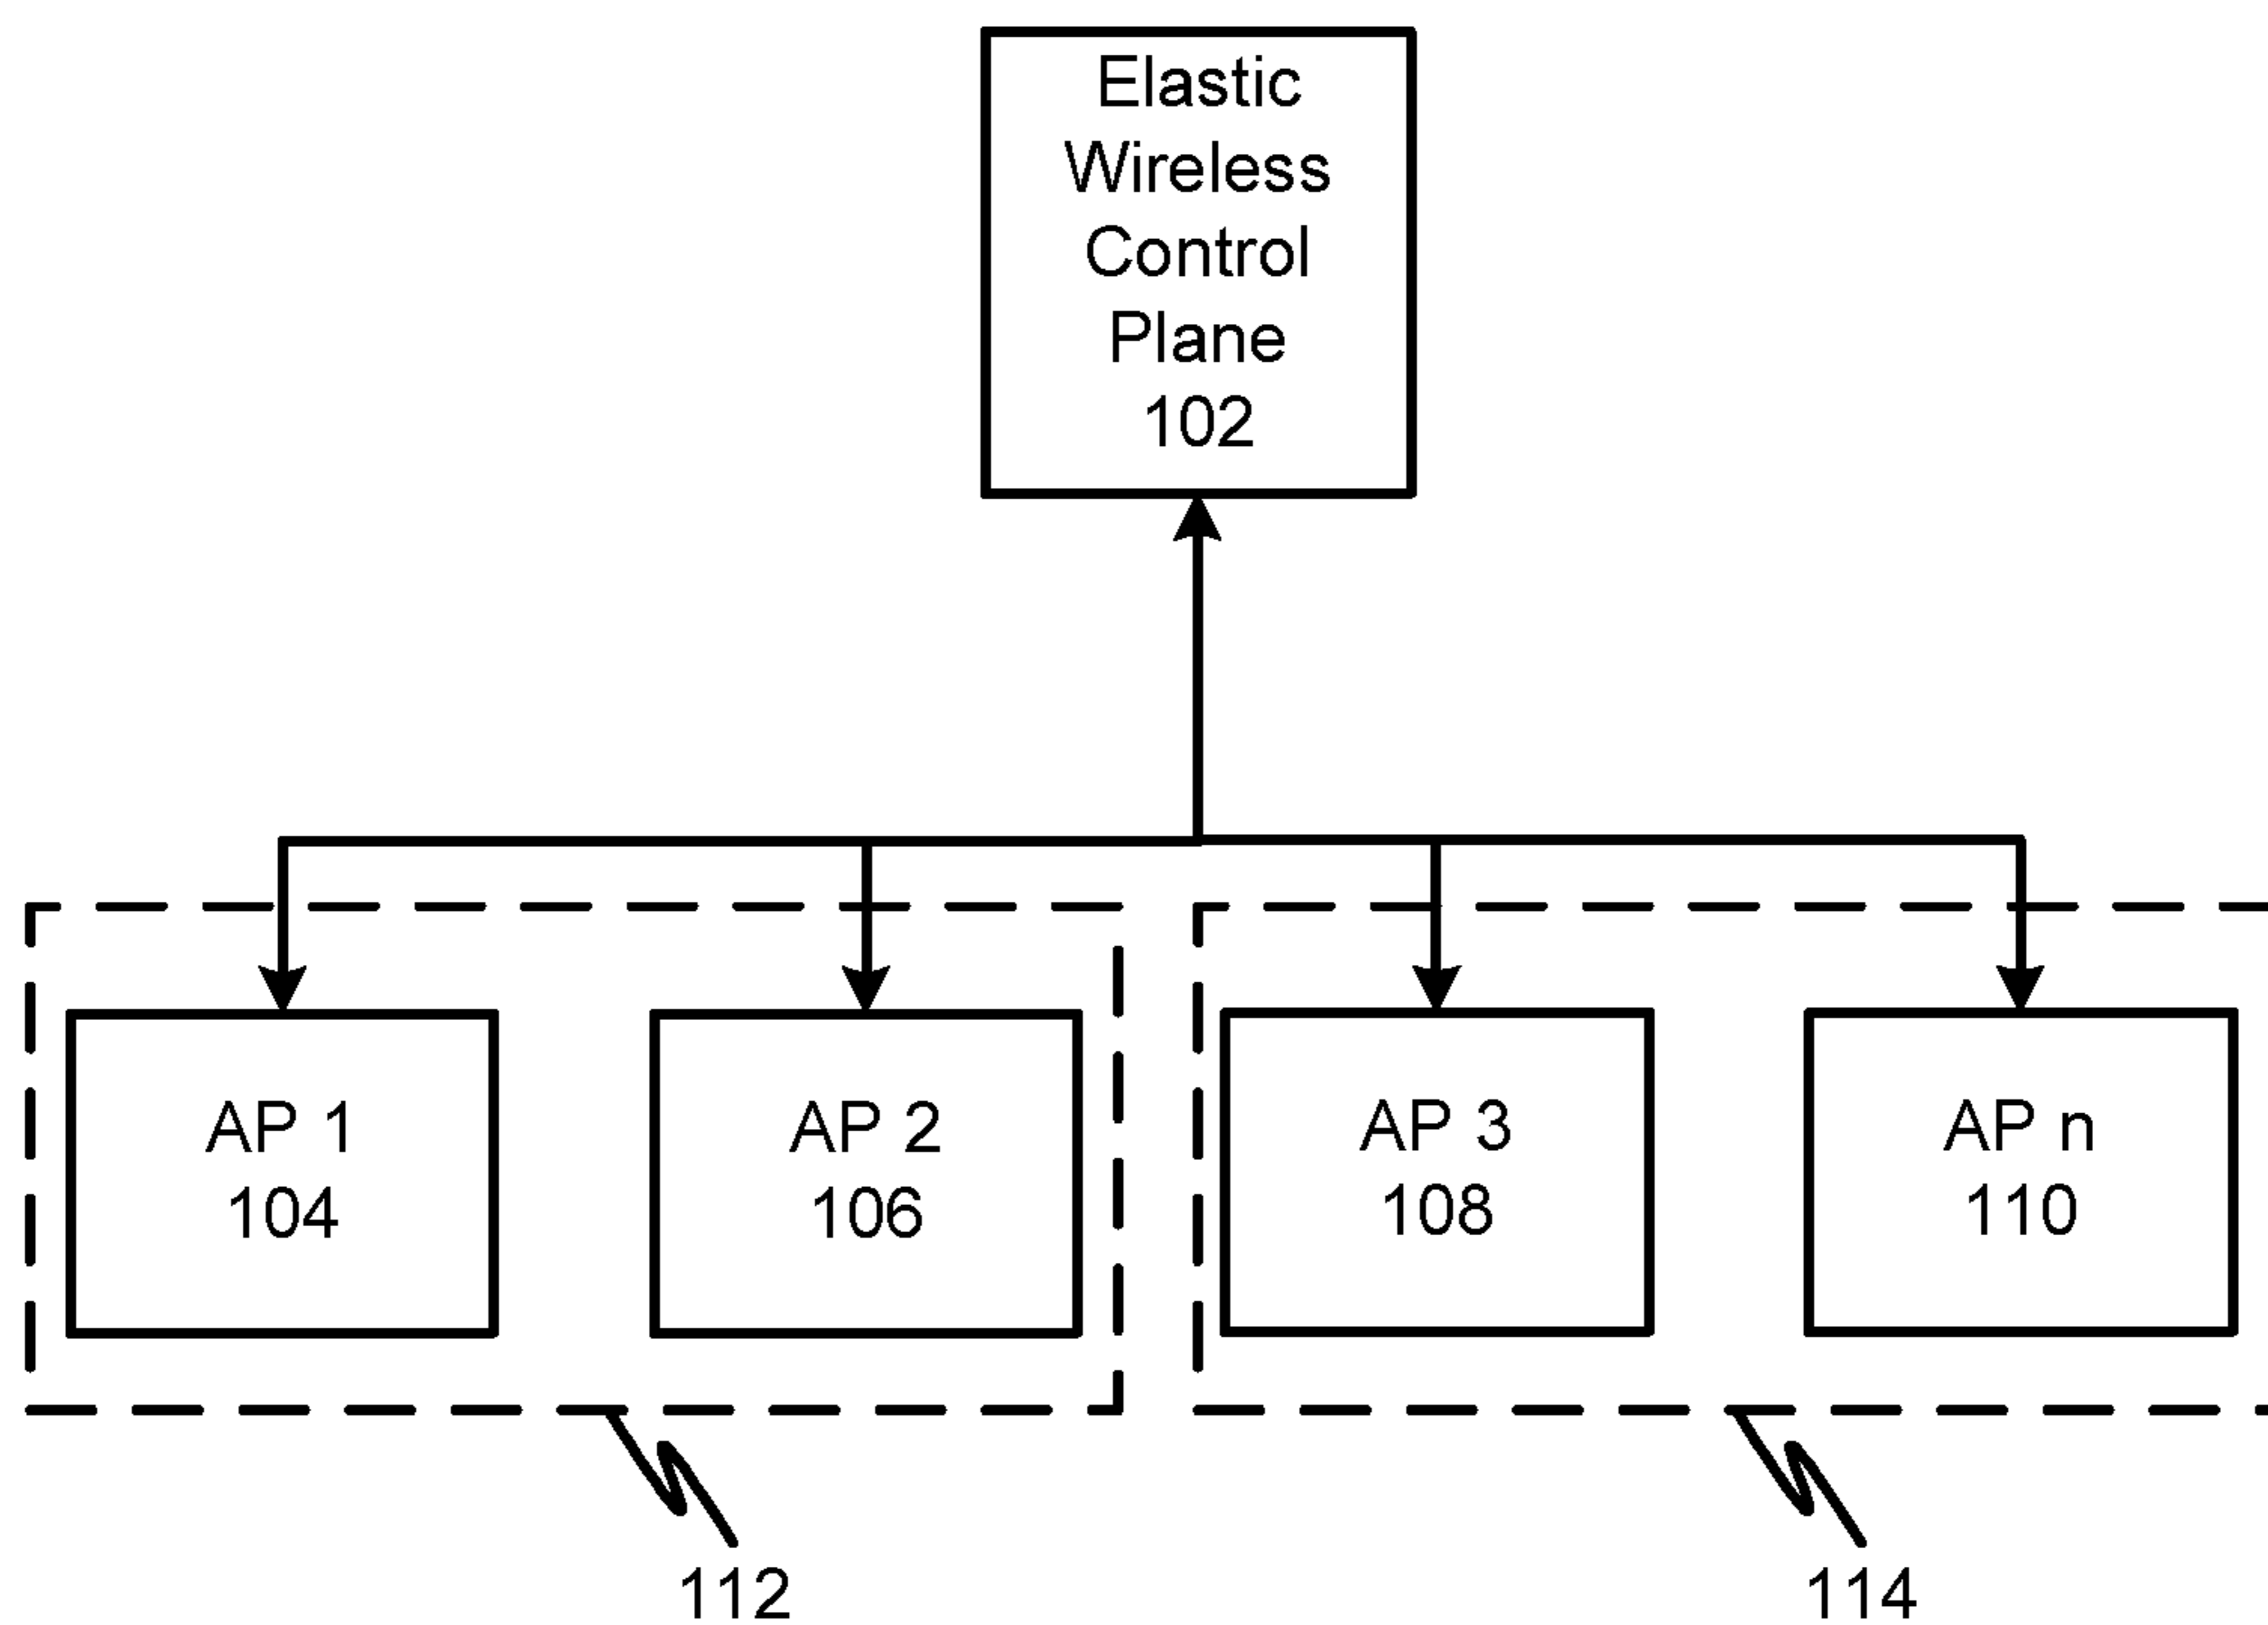 Elastic
Wireless
Control
Plane
102
AP 1
104
AP 2
106
AP 3
108
AP n
110
112
114